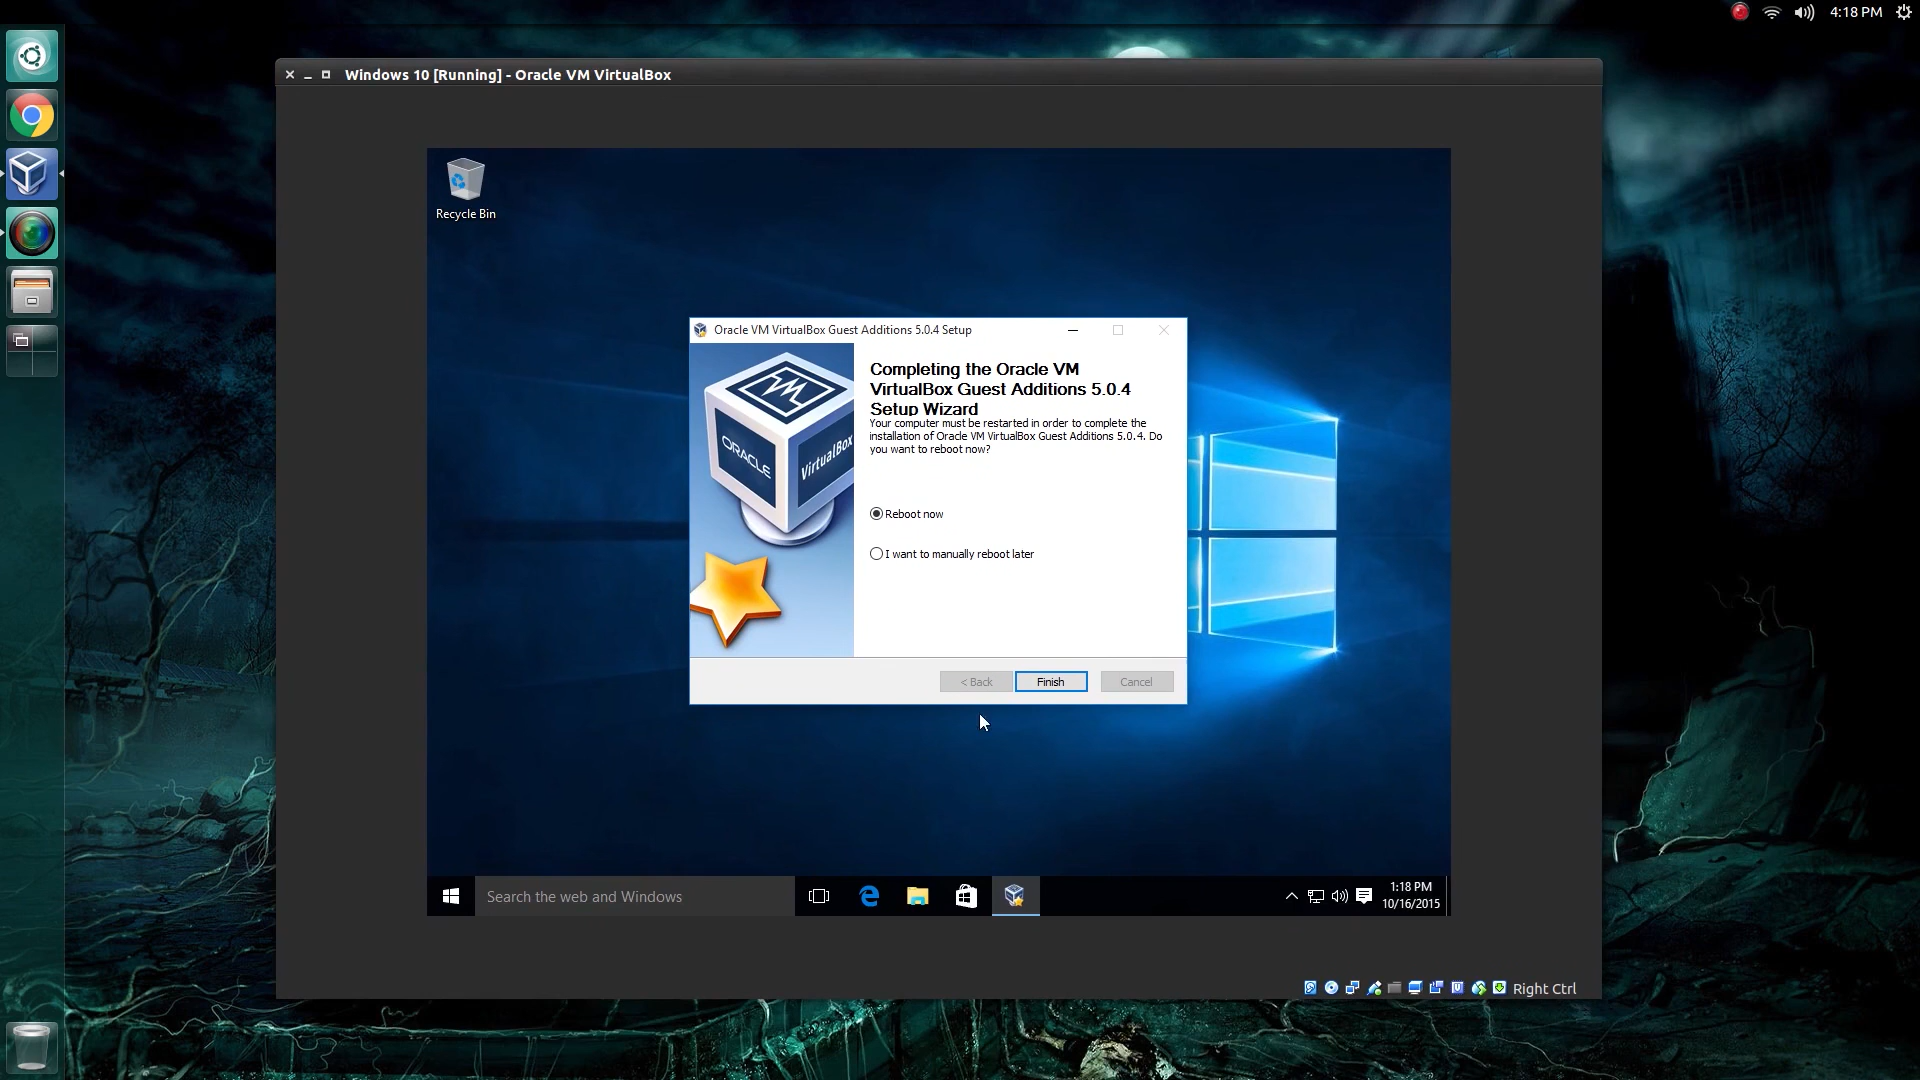 4:18 PM
Windows 10 [Running] - Oracle VM VirtualBox
Recycle Bin
Oracle VM VirtualBox Guest Additions 5.0.4 Setup
ORACLE
VirtualBox
Completing the Oracle VM
VirtualBox Guest Additions 5.0.4
Setup Wizard
Your computer must be restarted in order to complete the
installation of Oracle VM VirtualBox Guest Additions 5.0.4. Do
you want to reboot now?
Reboot now
I want to manually reboot later
< Back
Finish
Cancel
Search the web and Windows
1:18 PM
10/16/2015
Right Ctrl